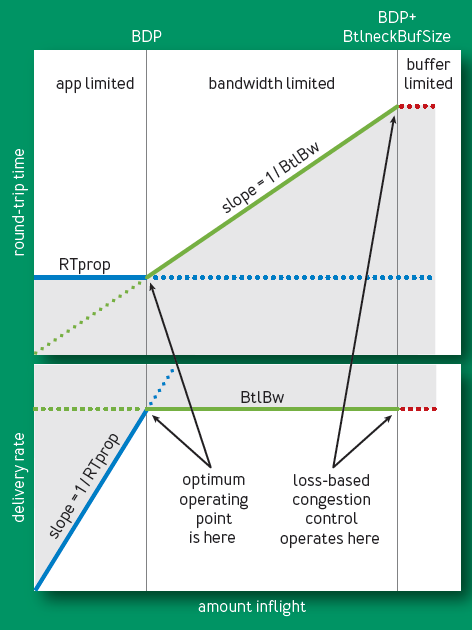 BDP
BDP+
BtlneckBufSize
app limited
bandwidth limited
buffer
limited
round-trip time
slope = 1 / BtlBw
RTprop
delivery rate
BtlBw
slope = 1 / RTprop
optimum
operating
point
is here
loss-based
congestion
control
operates here
amount inflight